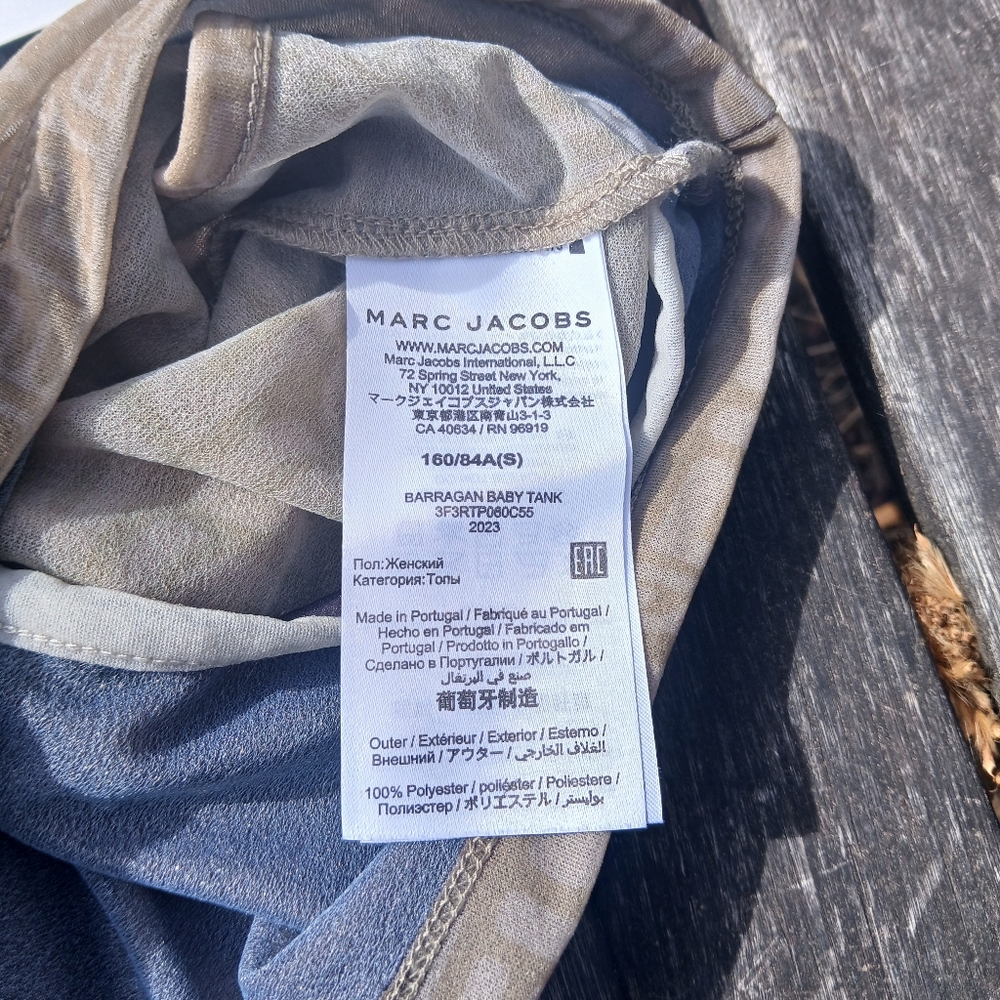 MARC JACOBS
WWW.MARCJACOBS.COM
Marc Jacobs International, L.L.C
72 Spring Street New York,
NY 10012 United States
マークジェイコブスジャパン株式会社
東京都港区南青山3-1-3
CA 40634 / RN 96919
160/84A(S)
BARRAGAN BABY TANK
3F3RTP060C55
2023
Пол:Женский
EAC
Категория:Топы
Made in Portugal / Fabriqué au Portugal /
Hecho en Portugal / Fabricado em
Portugal / Prodotto in Portogallo /
Сделано в Португалии / ポルトガル /
صنع في البرتغال
葡萄牙制造
Outer / Extérieur / Exterior / Esterno /
Внешний / アウター / الغلاف الخارجي
100% Polyester / poliéster / Poliestere /
Полиэстер / ポリエステル / بوليستر